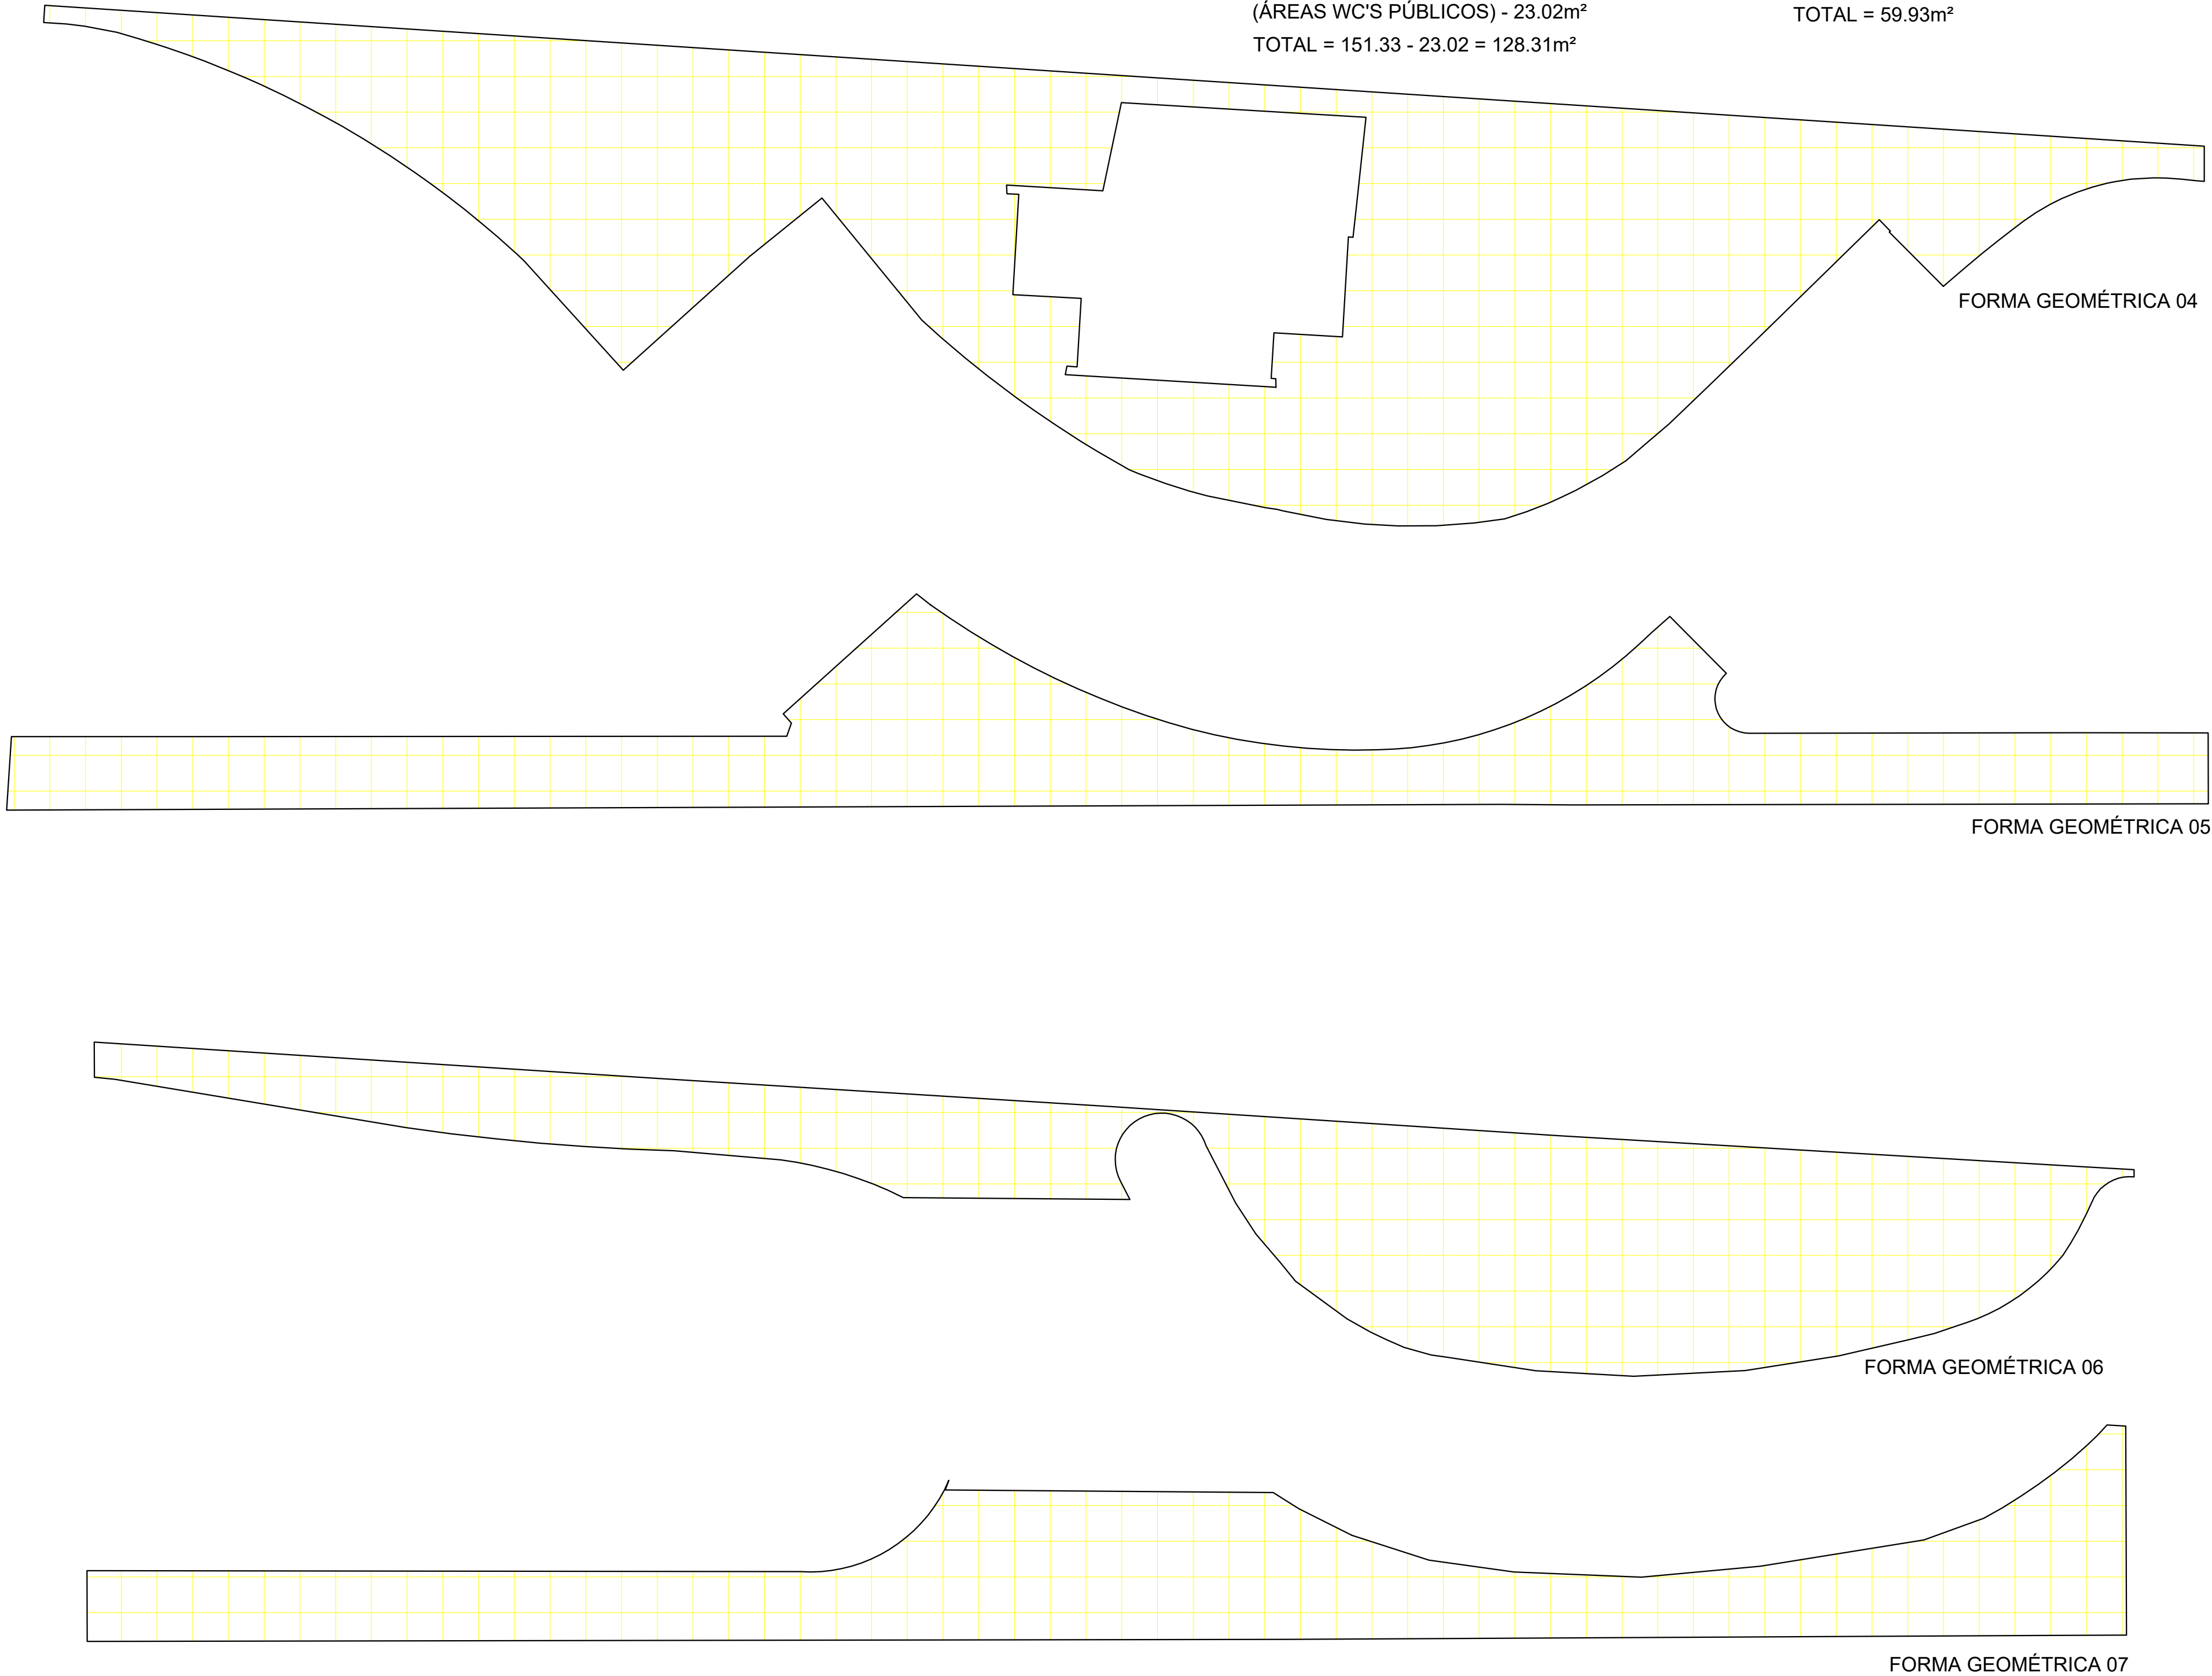 (ÁREAS WC'S PÚBLICOS) - 23.02m²
TOTAL = 59.93m²
TOTAL = 151.33 - 23.02 = 128.31m²
FORMA GEOMÉTRICA 04
FORMA GEOMÉTRICA 05
FORMA GEOMÉTRICA 06
FORMA GEOMÉTRICA 07